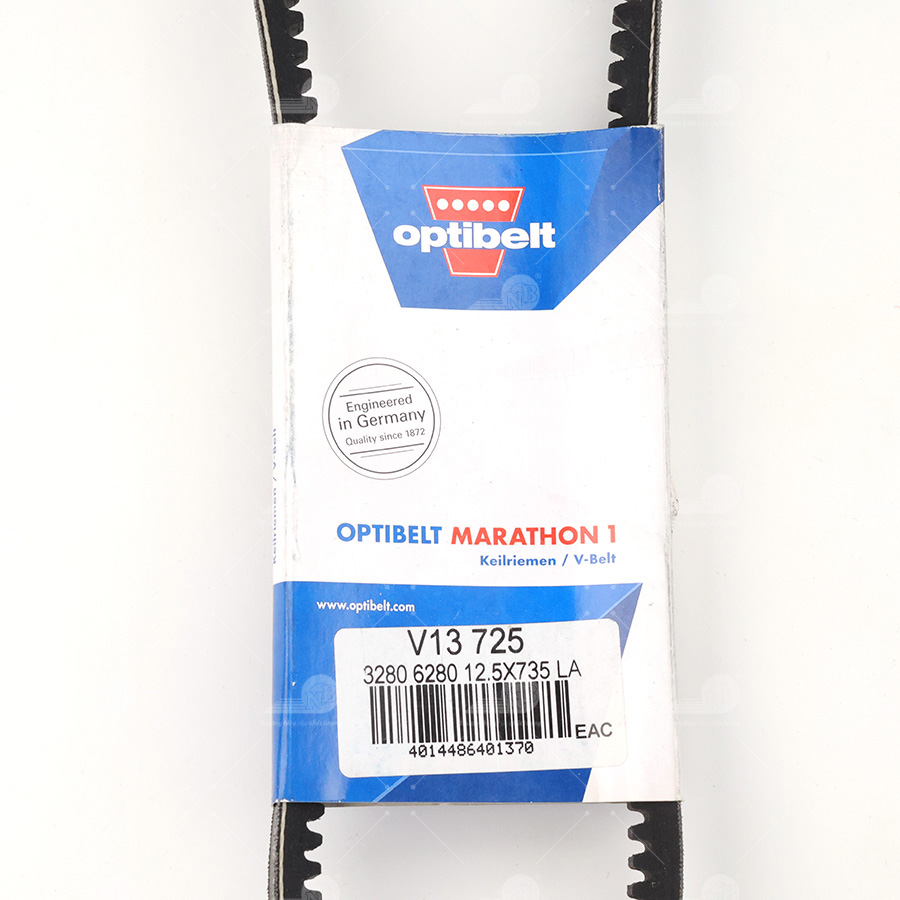 optibelt
Engineered
in Germany
Quality since 1872
Keilriemen / V-Belt
OPTIBELT MARATHON 1
Keilriemen / V-Belt
www.optibelt.com
V13 725
3280 6280 12.5X735 LA
EAC
4014486401370